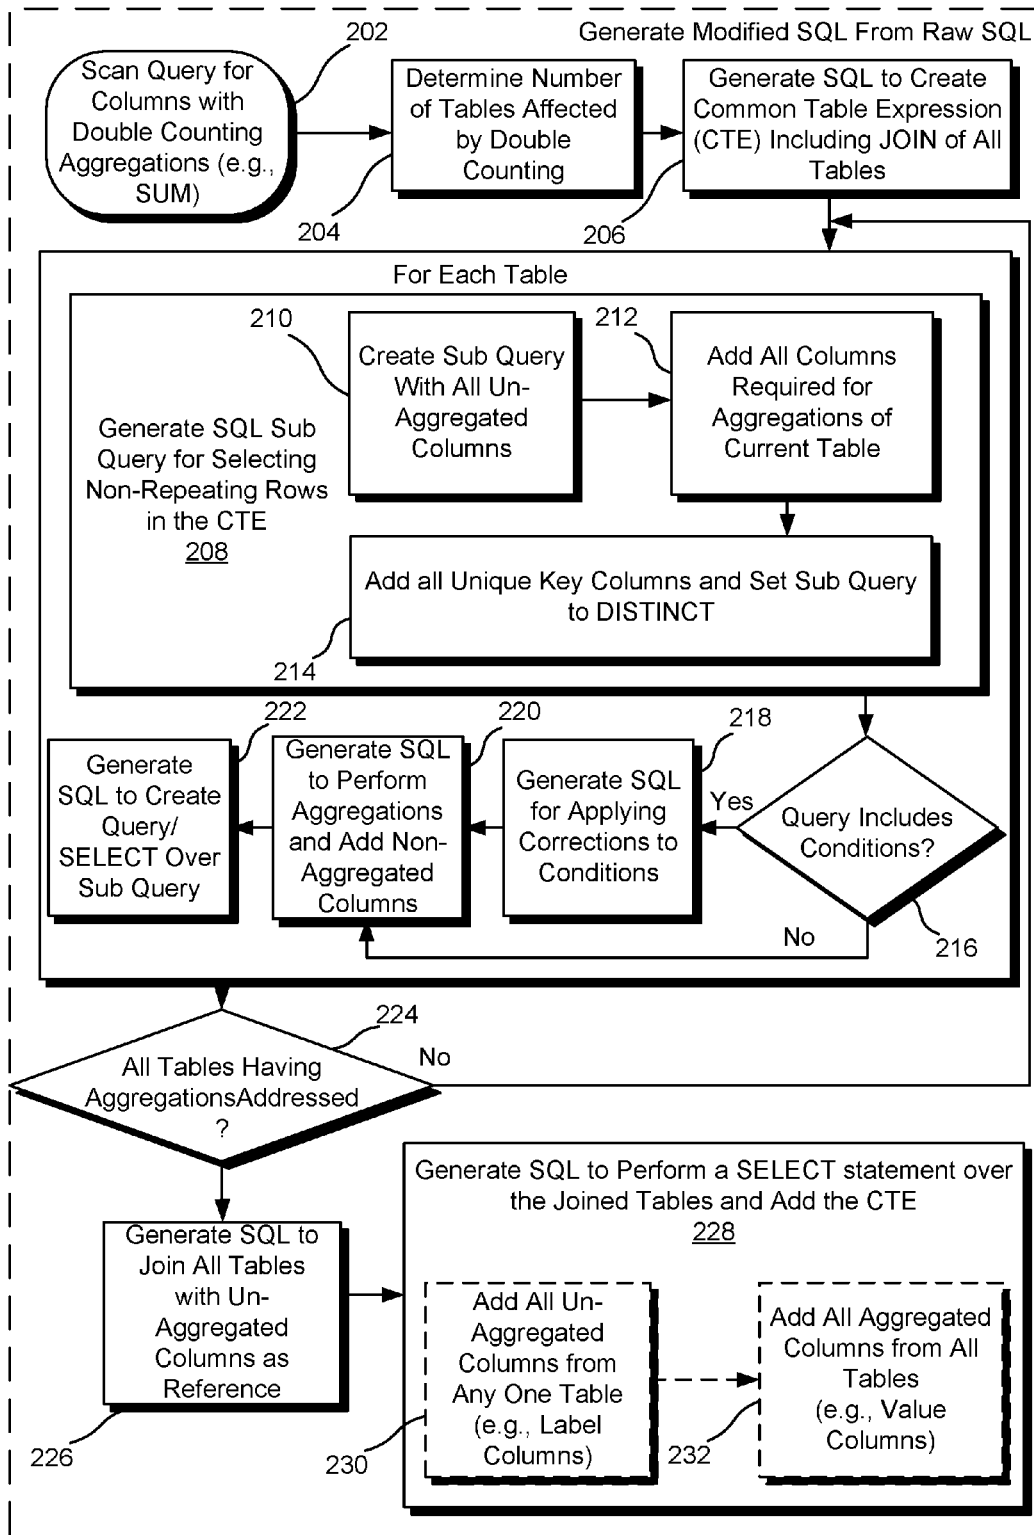 Generate Modified SQL From Raw SQL
202
Scan Query for
Columns with
Double Counting
Aggregations (e.g.,
SUM)
Determine Number
of Tables Affected
by Double
Counting
204
Generate SQL to Create
Common Table Expression
(CTE) Including JOIN of All
Tables
206
For Each Table
210
Create Sub Query
With All Un-
Aggregated
Columns
212
Add All Columns
Required for
Aggregations of
Current Table
Generate SQL Sub
Query for Selecting
Non-Repeating Rows
in the CTE
208
Add all Unique Key Columns and Set Sub Query
to DISTINCT
214
222
Generate
SQL to Create
Query/
SELECT Over
Sub Query
220
Generate SQL
to Perform
Aggregations
and Add Non-
Aggregated
Columns
218
Generate SQL
for Applying
Corrections to
Conditions
Yes
Query Includes
Conditions?
No
216
224
All Tables Having
AggregationsAddressed
?
No
Generate SQL to
Join All Tables
with Un-
Aggregated
Columns as
Reference
226
Generate SQL to Perform a SELECT statement over
the Joined Tables and Add the CTE
228
Add All Un-
Aggregated
Columns from
Any One Table
(e.g., Label
Columns)
230
Add All Aggregated
Columns from All
Tables
(e.g., Value
Columns)
232